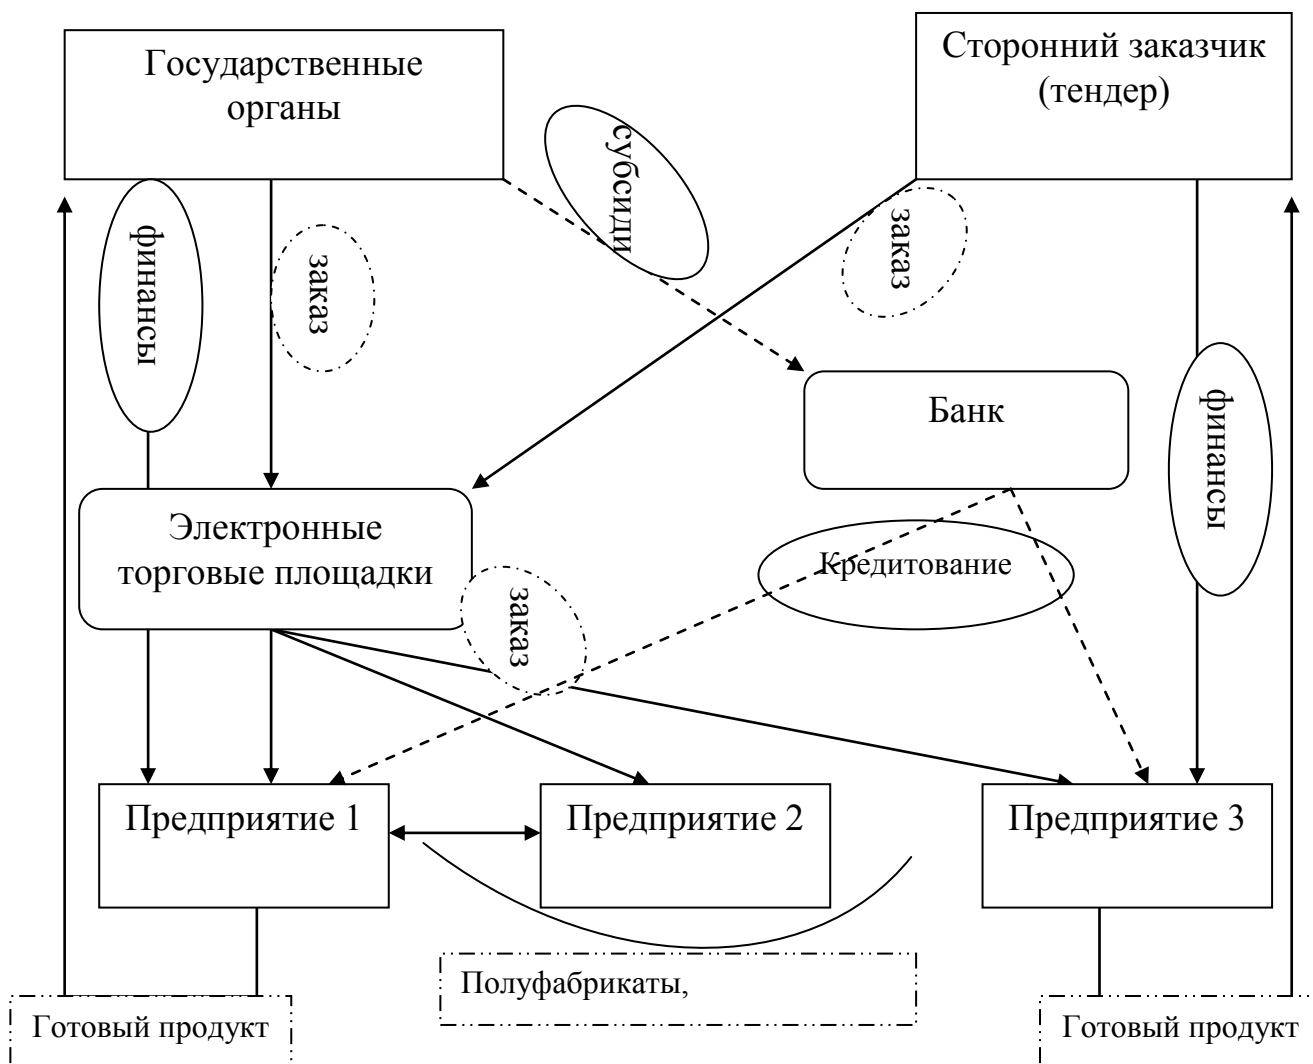 Государственные
органы
Сторонний заказчик
(тендер)
субсиди
финансы
заказ
заказ
Банк
финансы
Электронные
торговые площадки
Кредитование
заказ
Предприятие 1
Предприятие 2
Предприятие 3
Полуфабрикаты,
Готовый продукт
Готовый продукт